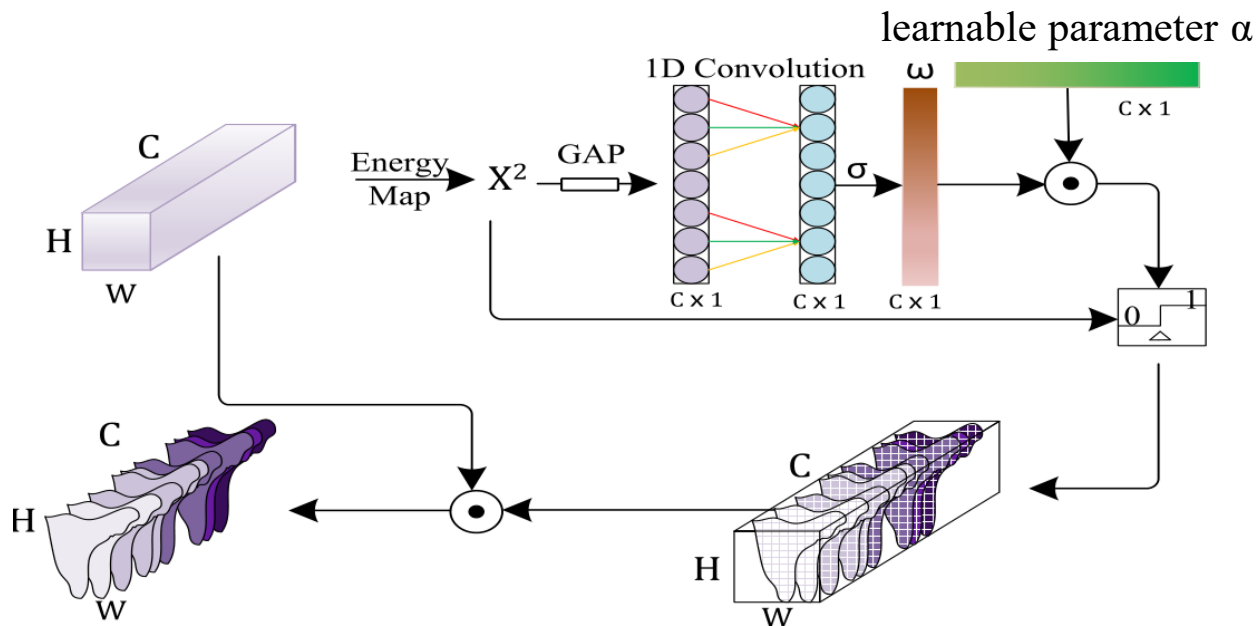 learnable parameter α
1D Convolution
ω
C x 1
C
Energy
Map
X²
GAP
σ
H
W
C x 1
C x 1
C x 1
0
1
C
C
H
W
H
W